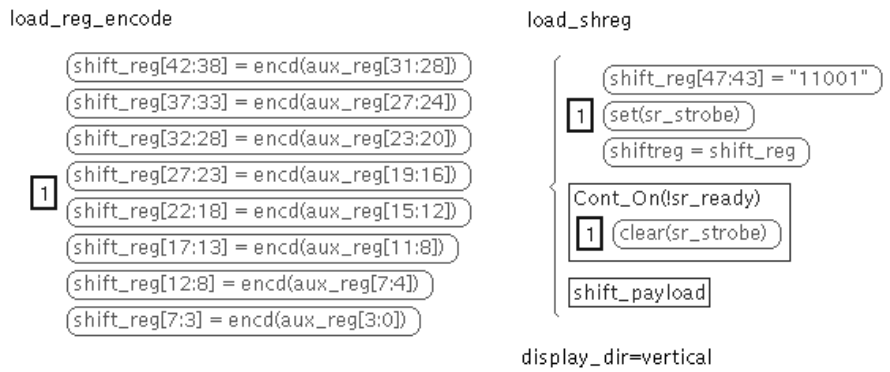 load_reg_encode
shift_reg[42:38] = encd(aux_reg[31:28])
shift_reg[37:33] = encd(aux_reg[27:24])
shift_reg[32:28] = encd(aux_reg[23:20])
shift_reg[27:23] = encd(aux_reg[19:16])
1
shift_reg[22:18] = encd(aux_reg[15:12])
shift_reg[17:13] = encd(aux_reg[11:8])
shift_reg[12:8] = encd(aux_reg[7:4])
shift_reg[7:3] = encd(aux_reg[3:0])
load_shreg
shift_reg[47:43] = "11001"
1 set(sr_strobe)
shiftreg = shift_reg
Cont_On(!sr_ready)
1 clear(sr_strobe)
shift_payload
display_dir=vertical